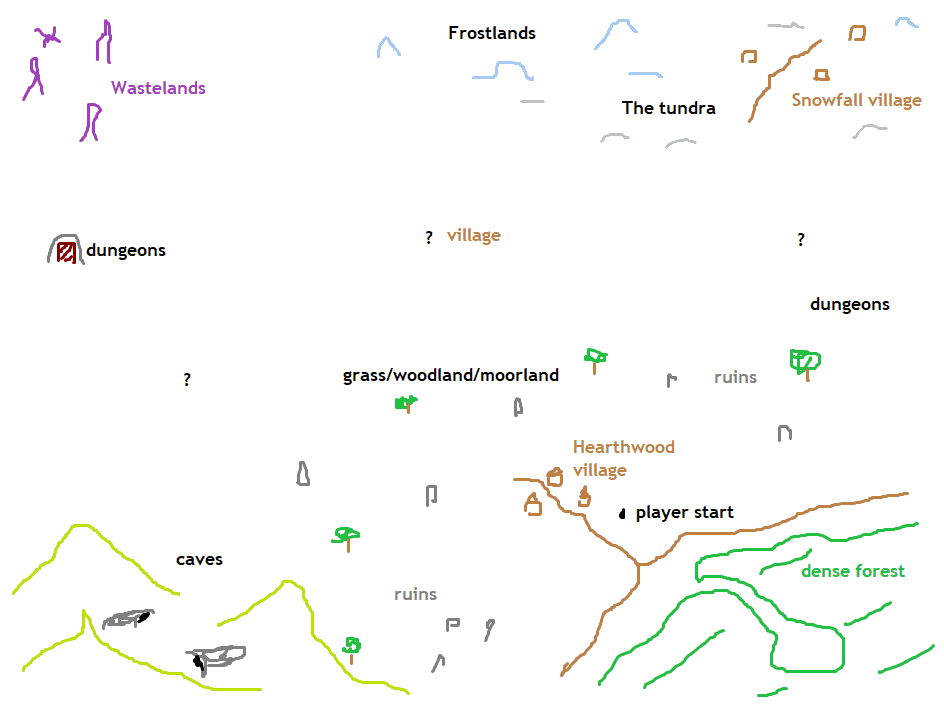 Frostlands
Wastelands
The tundra
Snowfall village
dungeons
? village
?
dungeons
?
grass/woodland/moorland
ruins
Hearthwood
village
player start
caves
dense forest
ruins